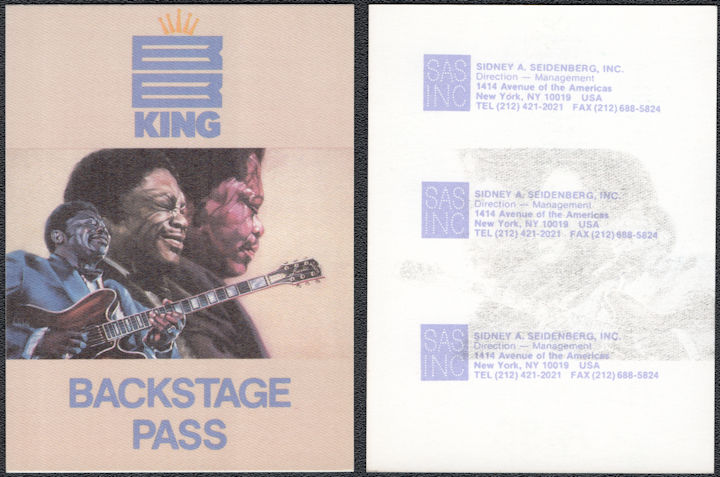 BB
KING
BACKSTAGE
PASS
SAS
INC
SIDNEY A. SEIDENBERG, INC.
Direction — Management
1414 Avenue of the Americas
New York, NY 10019 USA
TEL (212) 421-2021 FAX (212) 688-5824
SAS
INC
SIDNEY A. SEIDENBERG, INC.
Direction — Management
1414 Avenue of the Americas
New York, NY 10019 USA
TEL (212) 421-2021 FAX (212) 688-5824
SAS
INC
SIDNEY A. SEIDENBERG, INC.
Direction — Management
1414 Avenue of the Americas
New York, NY 10019 USA
TEL (212) 421-2021 FAX (212) 688-5824